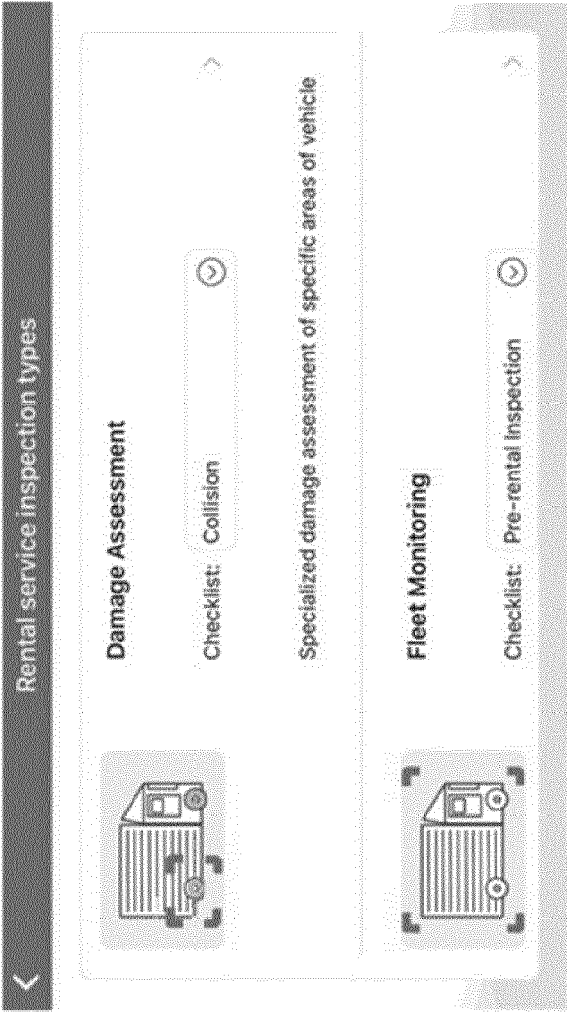 Rental service inspection types
Damage Assessment
Checklist: Collision
Specialized damage assessment of specific areas of vehicle
Fleet Monitoring
Checklist: Pre-rental Inspection